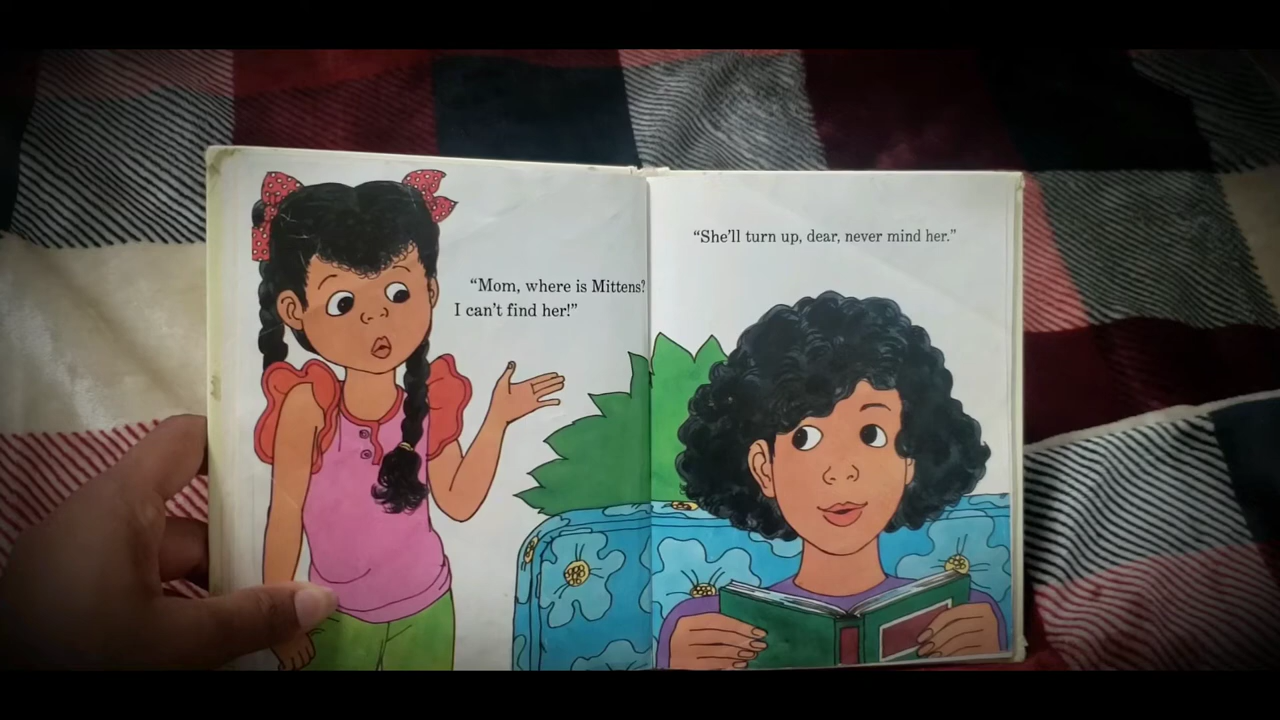 “Mom, where is Mittens?
I can’t find her!”
“She’ll turn up, dear, never mind her.”